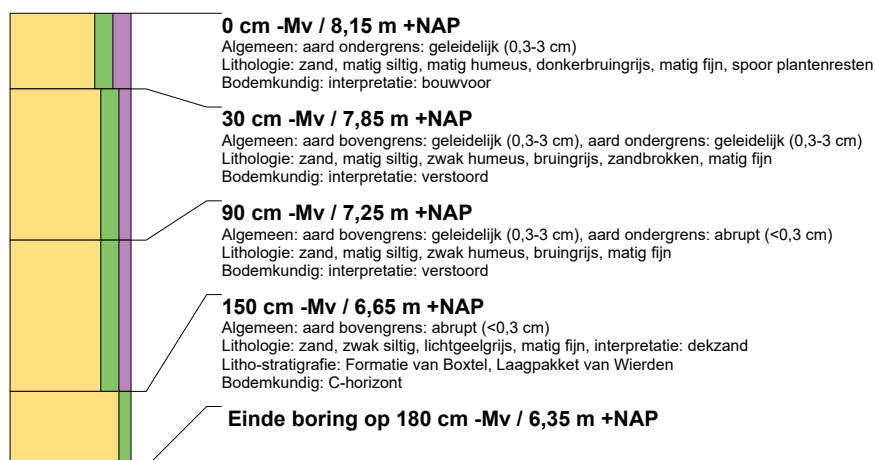 0 cm -Mv / 8,15 m +NAP
Algemeen: aard ondergrens: geleidelijk (0,3-3 cm)
Lithologie: zand, matig siltig, matig humeus, donkerbruingrijs, matig fijn, spoor plantenresten
Bodemkundig: interpretatie: bouwvoor
30 cm -Mv / 7,85 m +NAP
Algemeen: aard bovengrens: geleidelijk (0,3-3 cm), aard ondergrens: geleidelijk (0,3-3 cm)
Lithologie: zand, matig siltig, zwak humeus, bruingrijs, zandbrokken, matig fijn
Bodemkundig: interpretatie: verstoord
90 cm -Mv / 7,25 m +NAP
Algemeen: aard bovengrens: geleidelijk (0,3-3 cm), aard ondergrens: abrupt (<0,3 cm)
Lithologie: zand, matig siltig, zwak humeus, bruingrijs, matig fijn
Bodemkundig: interpretatie: verstoord
150 cm -Mv / 6,65 m +NAP
Algemeen: aard bovengrens: abrupt (<0,3 cm)
Lithologie: zand, zwak siltig, lichtgeelgrijs, matig fijn, interpretatie: dekzand
Litho-stratigrafie: Formatie van Boxtel, Laagpakket van Wierden
Bodemkundig: C-horizont
Einde boring op 180 cm -Mv / 6,35 m +NAP